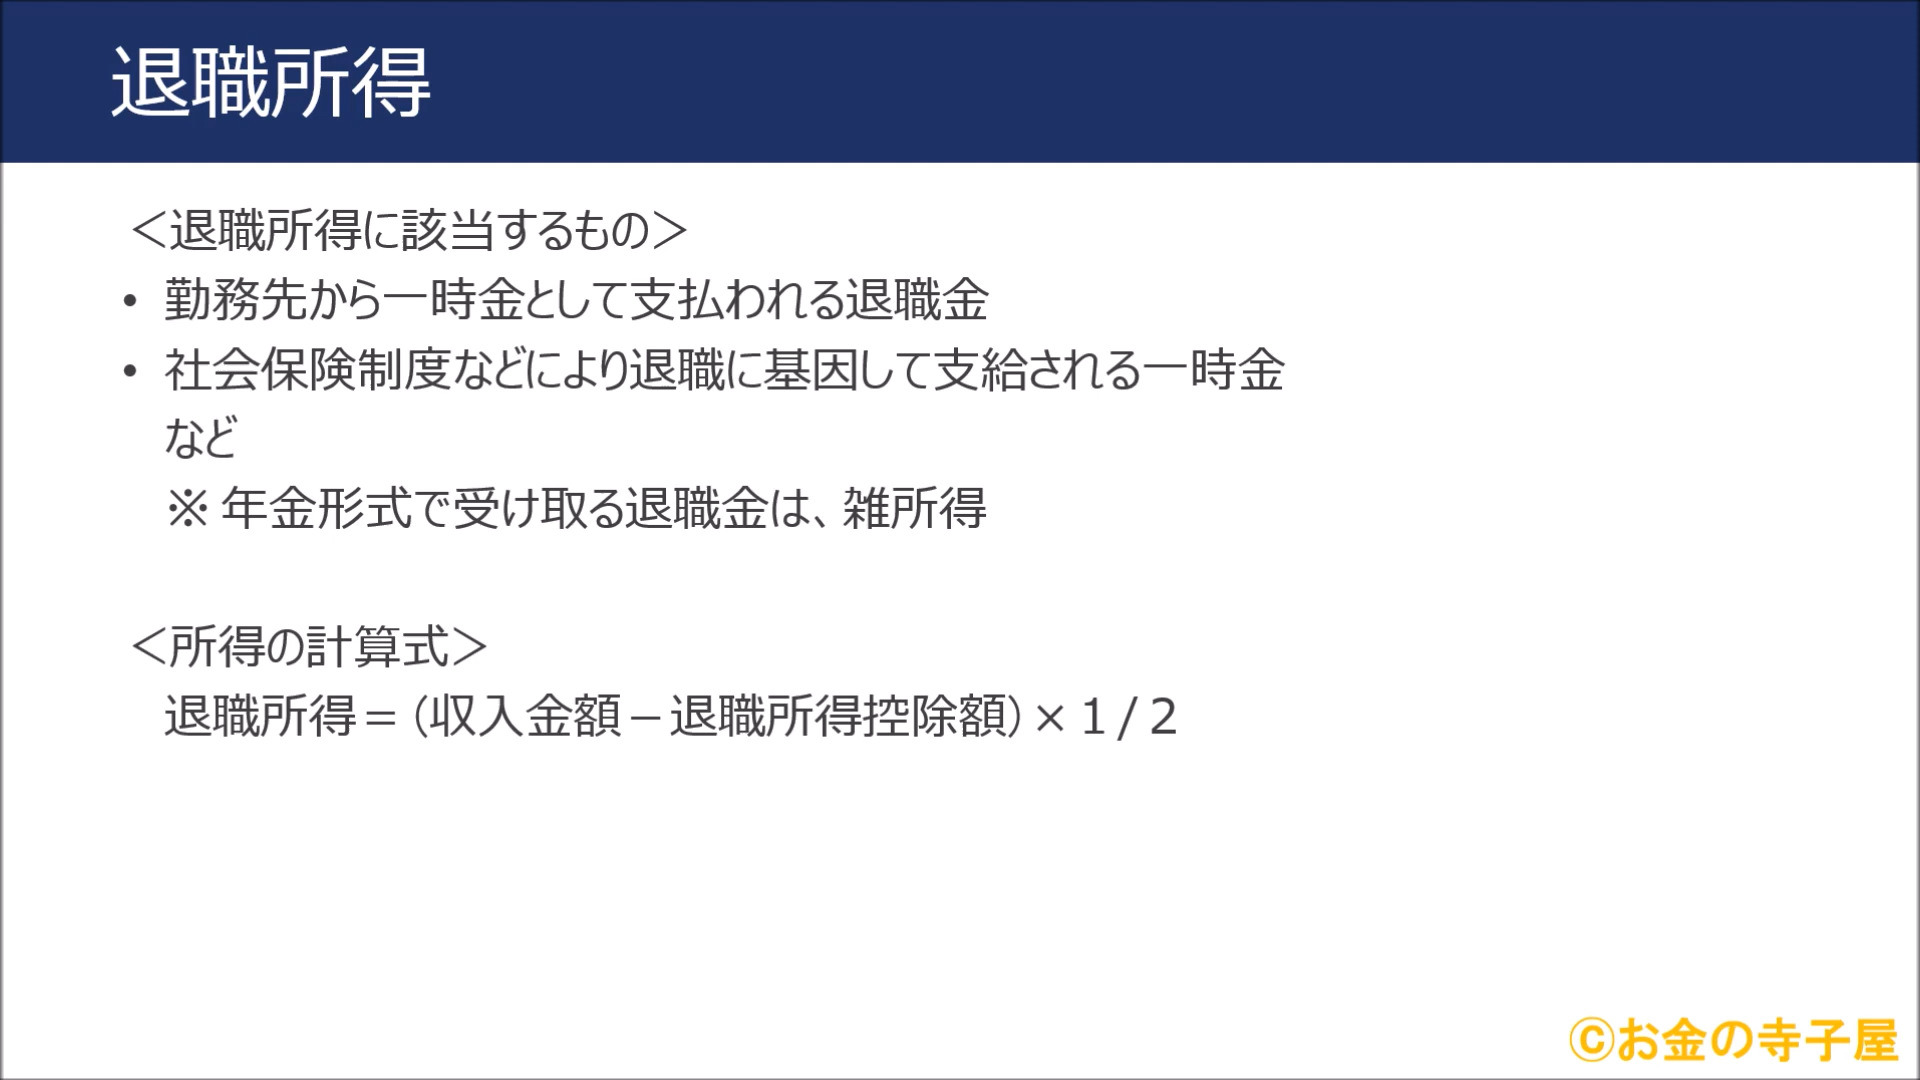 退職所得
＜退職所得に該当するもの＞
• 勤務先から一時金として支払われる退職金
• 社会保険制度などにより退職に基因して支給される一時金
など
※ 年金形式で受け取る退職金は、雑所得
＜所得の計算式＞
退職所得＝（収入金額－退職所得控除額）×１/２
©お金の寺子屋